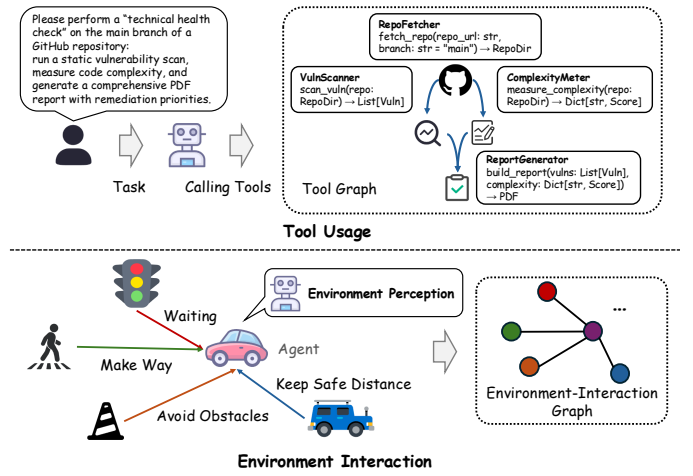 Please perform a "technical health
check" on the main branch of a
GitHub repository:
run a static vulnerability scan,
measure code complexity, and
generate a comprehensive PDF
report with remediation priorities.
Task
Calling Tools
RepoFetcher
fetch_repo(repo_url: str,
branch: str = "main") → RepoDir
VulnScanner
scan_vuln(repo:
RepoDir) → List[Vuln]
ComplexityMeter
measure_complexity(repo:
RepoDir) → Dict[str, Score]
ReportGenerator
build_report(vulns: List[Vuln],
complexity: Dict[str, Score])
→ PDF
Tool Graph
Tool Usage
Waiting
Make Way
Avoid Obstacles
Keep Safe Distance
Agent
Environment Perception
...
Environment-Interaction
Graph
Environment Interaction